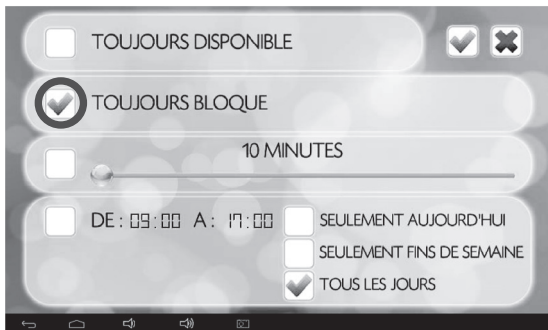 TOUJOURS DISPONIBLE
TOUJOURS BLOQUE
10 MINUTES
DE : 09:00 A : 17:00
SEULEMENT AUJOURD'HUI
SEULEMENT FINS DE SEMAINE
TOUS LES JOURS